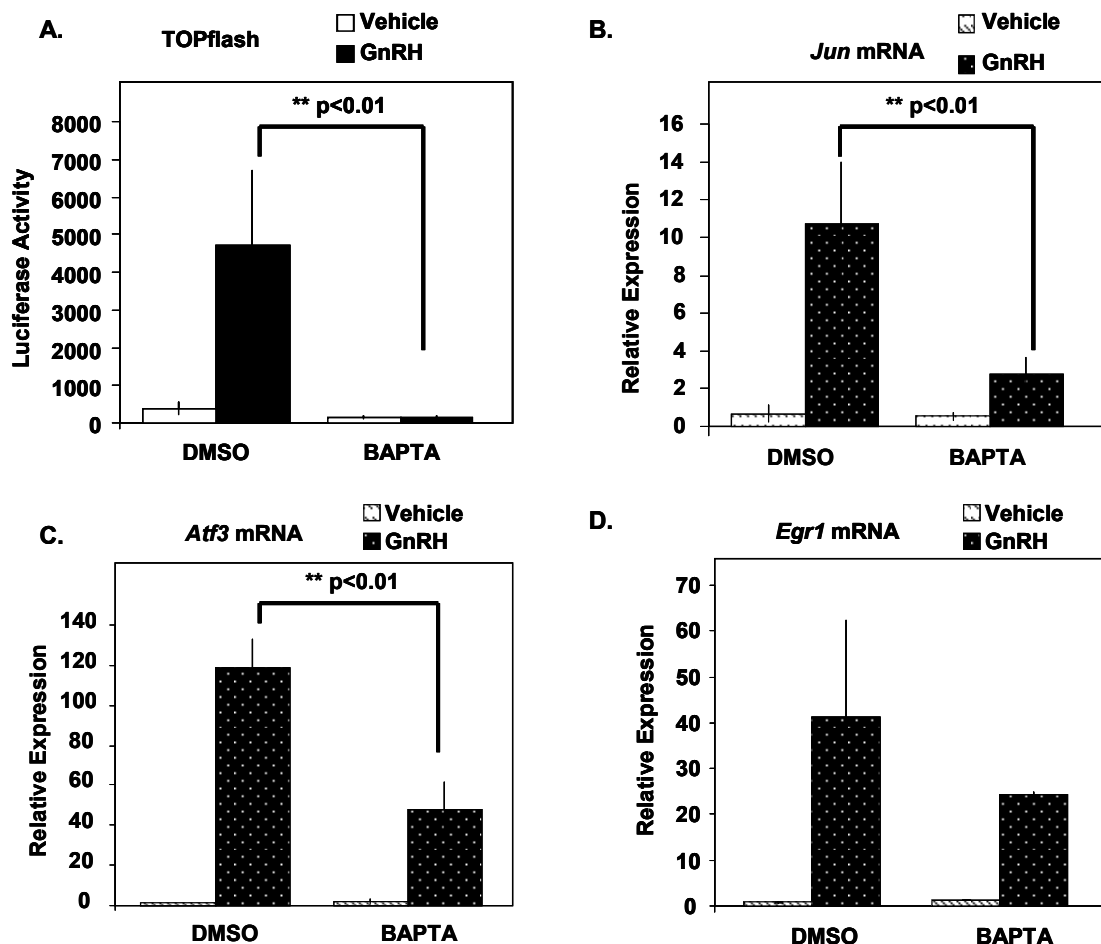 A.
TOPflash
Vehicle
GnRH
** p<0.01
8000
7000
6000
5000
4000
3000
2000
1000
0
Luciferase Activity
DMSO BAPTA
B.
Jun mRNA
Vehicle
GnRH
** p<0.01
16
14
12
10
8
6
4
2
0
Relative Expression
DMSO BAPTA
C.
Atf3 mRNA
Vehicle
GnRH
** p<0.01
140
120
100
80
60
40
20
0
Relative Expression
DMSO BAPTA
D.
Egr1 mRNA
Vehicle
GnRH
70
60
50
40
30
20
10
0
Relative Expression
DMSO BAPTA